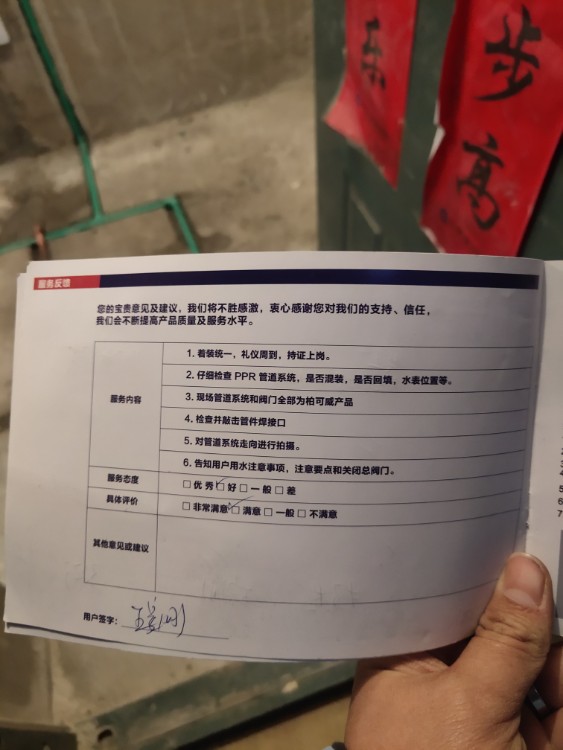 乐
步
高
服务反馈
您的宝贵意见及建议，我们将不胜感激，衷心感谢您对我们的支持、信任，
我们会不断提高产品质量及服务水平。
服务内容
1. 着装统一，礼仪周到，持证上岗。
2. 仔细检查 PPR 管道系统，是否混装，是否回填，水表位置等。
3. 现场管道系统和阀门全部为柏可威产品
4. 检查并敲击管件焊接口
5. 对管道系统走向进行拍摄。
6. 告知用户用水注意事项，注意要点和关闭总阀门。
服务态度
□ 优 秀 □ 好 □ 一 般 □ 差
具体评价
□ 非常满意 □ 满意 □ 一般 □ 不满意
其他意见或建议
用户签字：
5
6
7